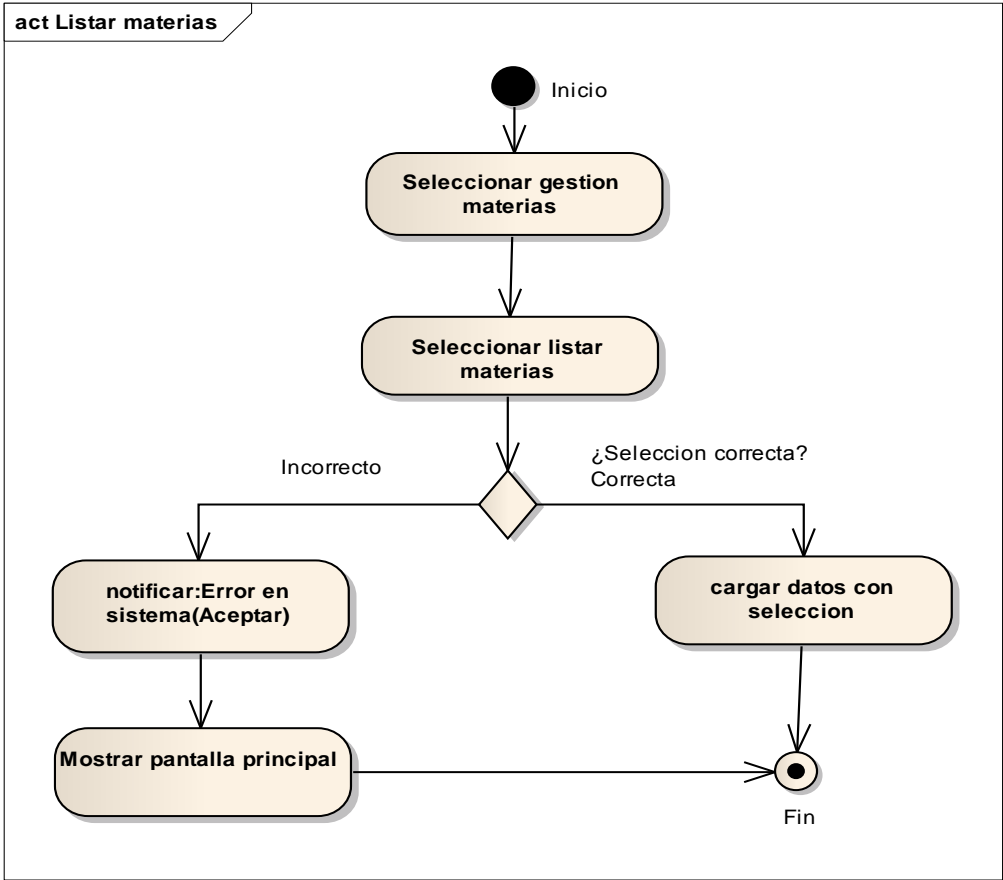 act Listar materias
Inicio
Seleccionar gestion
materias
Seleccionar listar
materias
Incorrecto
¿Seleccion correcta?
Correcta
notificar:Error en
sistema(Aceptar)
cargar datos con
seleccion
Mostrar pantalla principal
Fin